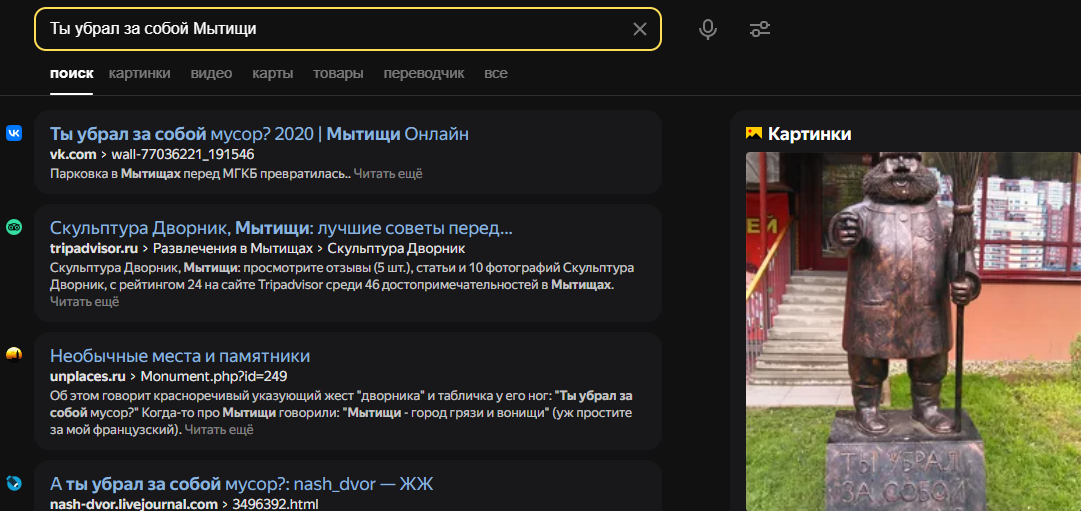 Ты убрал за собой Мытищи
поиск картинки видео карты товары переводчик все
Ты убрал за собой мусор? 2020 | Мытищи Онлайн
vk.com › wall-77036221_191546
Парковка в Мытищах перед МГКБ превратилась.. Читать ещё
Скульптура Дворник, Мытищи: лучшие советы перед...
tripadvisor.ru › Развлечения в Мытищах › Скульптура Дворник
Скульптура Дворник, Мытищи: просмотрите отзывы (5 шт.), статьи и 10 фотографий Скульптура
Дворник, с рейтингом 24 на сайте Tripadvisor среди 46 достопримечательностей в Мытищах.
Читать ещё
Необычные места и памятники
unplaces.ru › Monument.php?id=249
Об этом говорит красноречивый указующий жест "дворника" и табличка у его ног: "Ты убрал за
собой мусор?" Когда-то про Мытищи говорили: "Мытищи - город грязи и вонищи" (уж простите
за мой французский). Читать ещё
А ты убрал за собой мусор?: nash_dvor — ЖЖ
nash-dvor.livejournal.com › 3496392.html
Картинки
ТЫ УБРАЛ
ЗА СОБОЙ